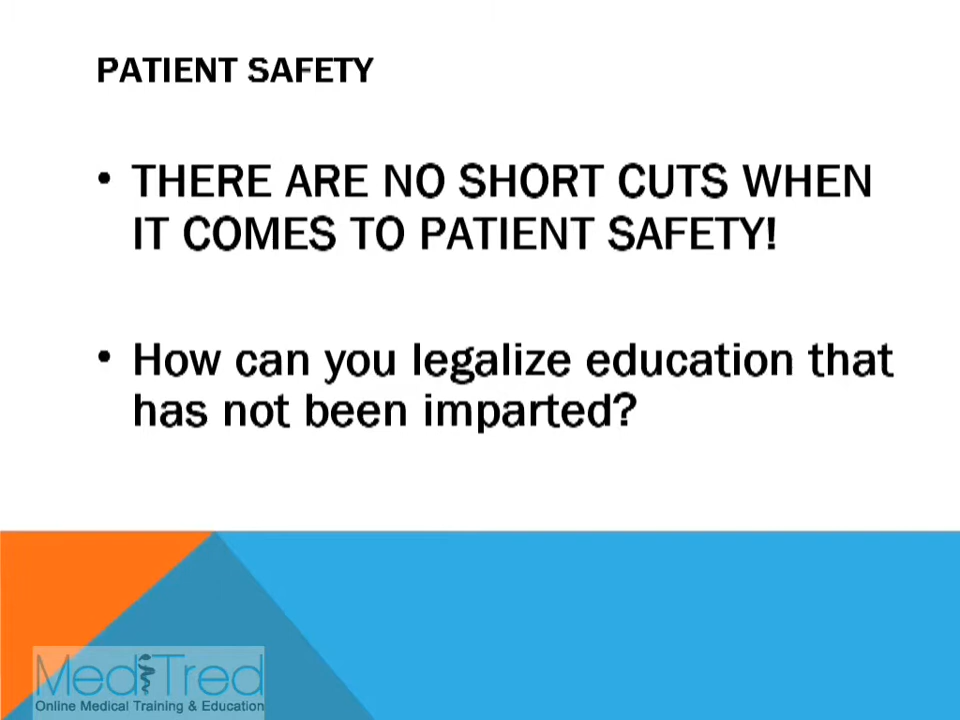 PATIENT SAFETY
• THERE ARE NO SHORT CUTS WHEN
IT COMES TO PATIENT SAFETY!
• How can you legalize education that
has not been imparted?
MediTred
Online Medical Training & Education